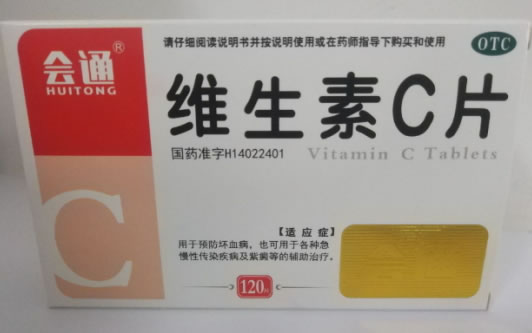 请仔细阅读说明书并按说明使用或在药师指导下购买和使用
OTC
会通®
HUITONG
维生素C片
国药准字H14022401
Vitamin C Tablets
C
【适应症】
用于预防坏血病，也可用于各种急
慢性传染疾病及紫癜等的辅助治疗。
120片